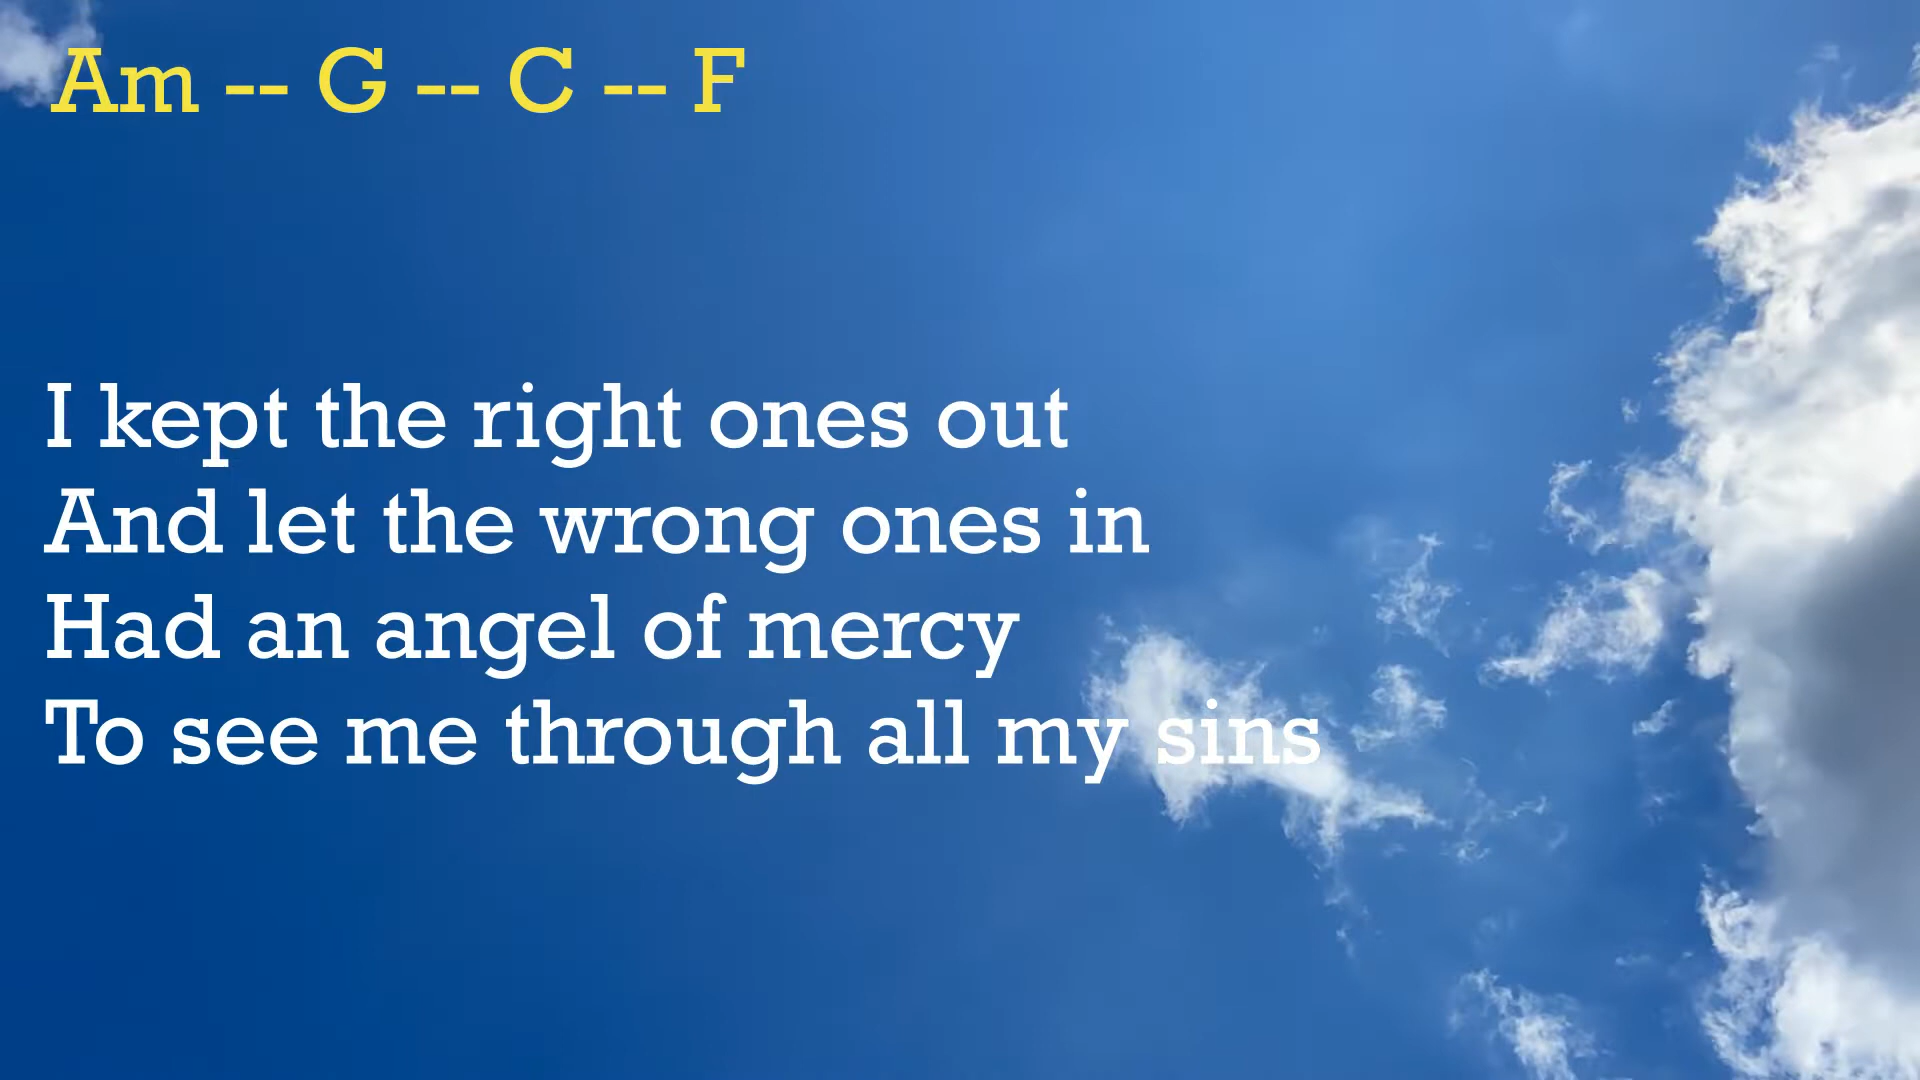 Am -- G -- C -- F
I kept the right ones out
And let the wrong ones in
Had an angel of mercy
To see me through all my sins